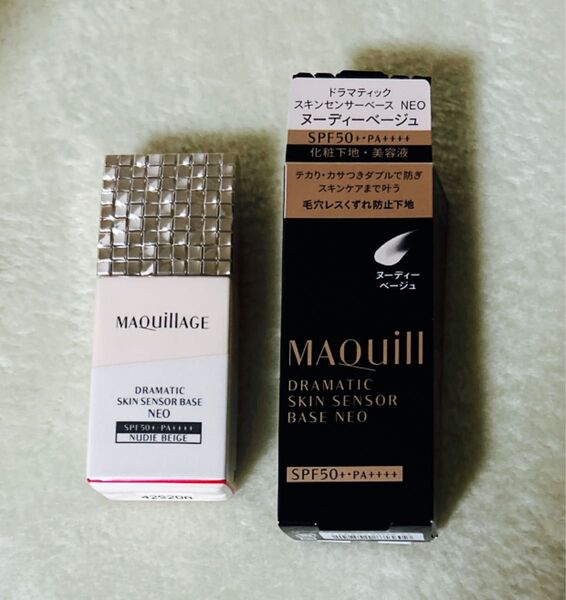 MAQuillAGE
DRAMATIC
SKIN SENSOR BASE
NEO
SPF50+・PA++++
NUDIE BEIGE
42920A
ドラマティック
スキンセンサーベース NEO
ヌーディーベージュ
SPF50+・PA++++
化粧下地・美容液
テカリ・カサつきダブルで防ぎ
スキンケアまで叶う
毛穴レスくずれ防止下地
ヌーディー
ベージュ
MAQuill
DRAMATIC
SKIN SENSOR
BASE NEO
SPF50+・PA++++